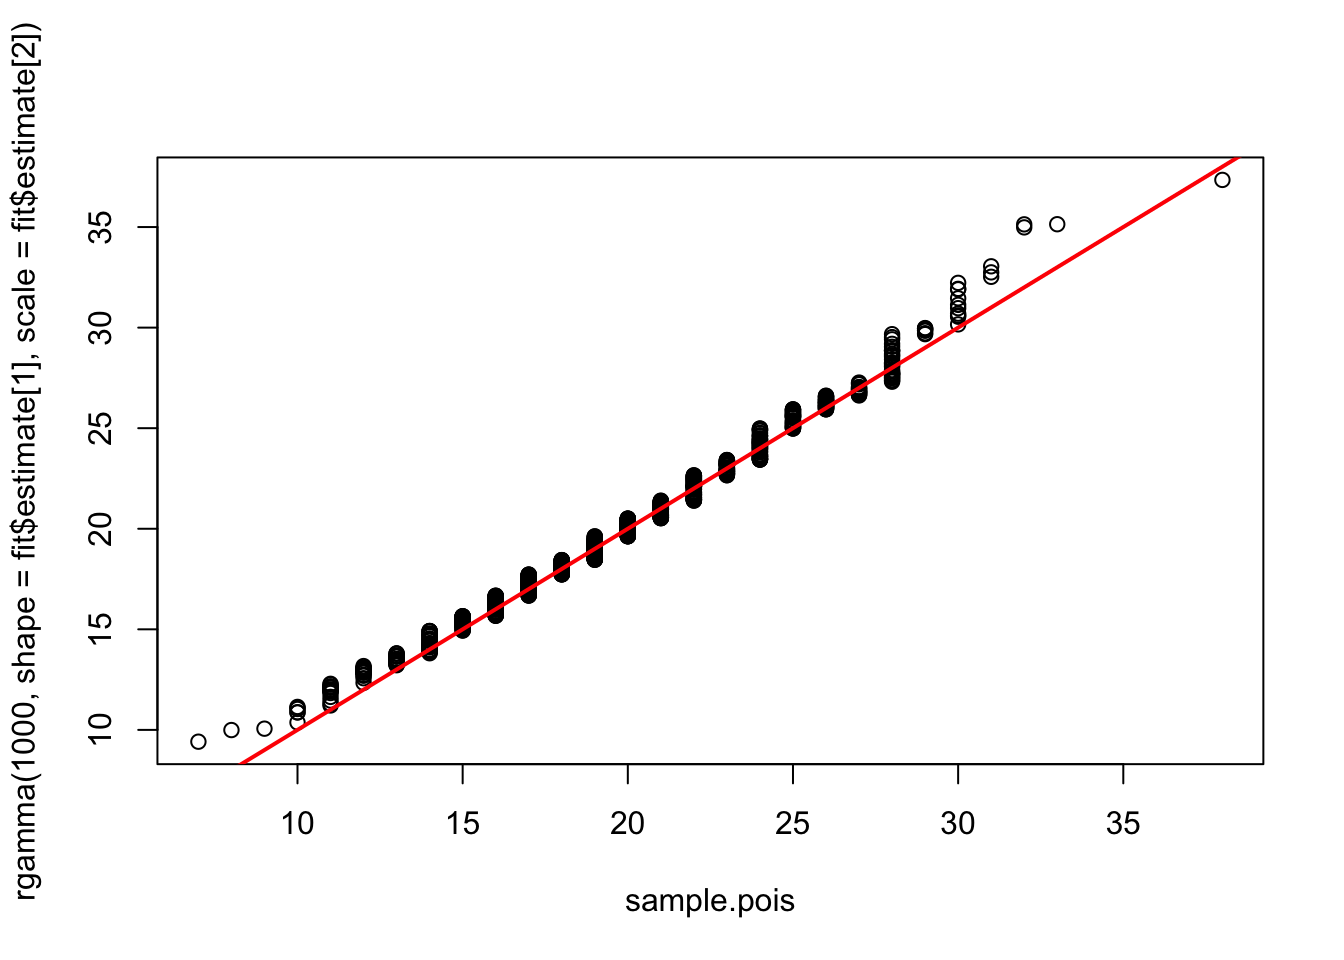 rgamma(1000, shape = fit$estimate[1], scale = fit$estimate[2])
35
30
25
20
15
10
10 15 20 25 30 35
sample.pois